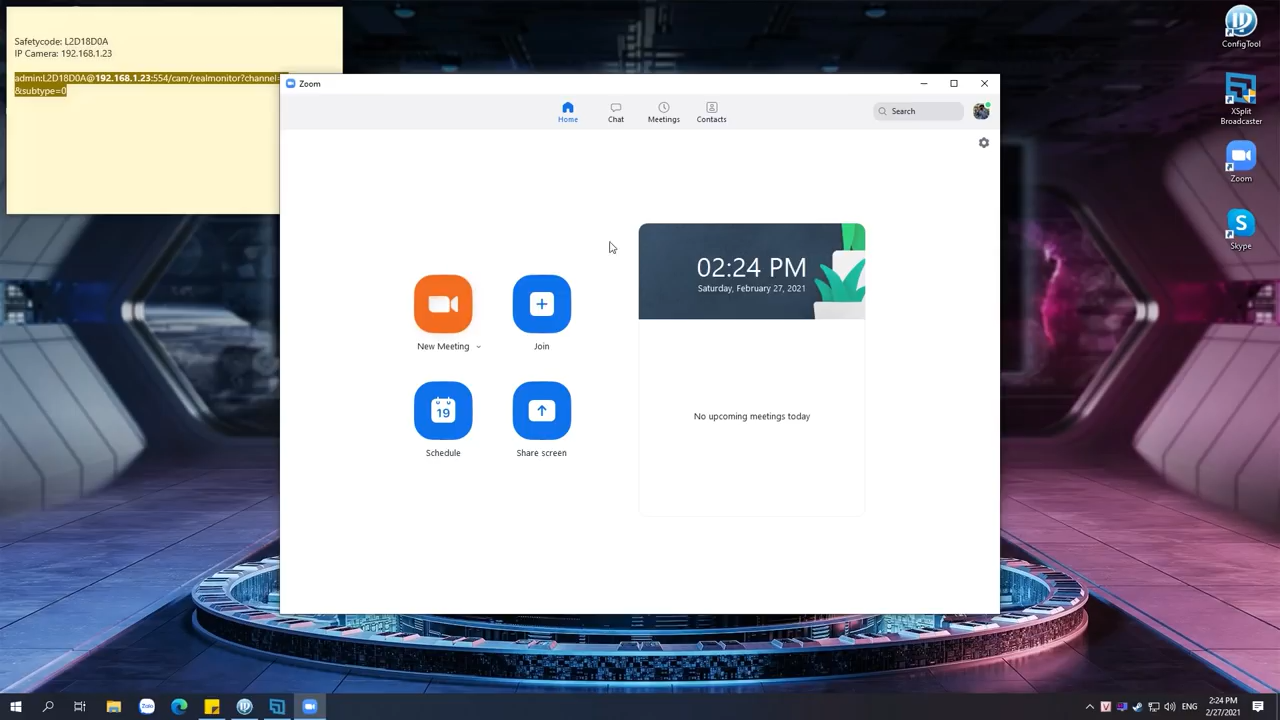 Safetycode: L2D18D0A
IP Camera: 192.168.1.23
admin:L2D18D0A@192.168.1.23:554/cam/realmonitor?channel=
&subtype=0
Zoom
Home
Chat
Meetings
Contacts
Search
02:24 PM
Saturday, February 27, 2021
New Meeting
Join
19
Schedule
Share screen
No upcoming meetings today
ConfigTool
XSplit
Broadcaster
Zoom
Skype
Zalo
ENG
2:24 PM
2/27/2021